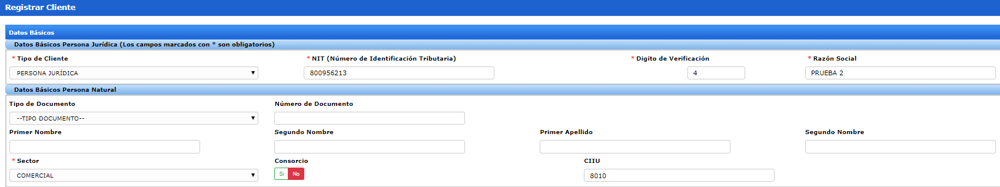 Registrar Cliente
Datos Básicos
Datos Básicos Persona Jurídica (Los campos marcados con * son obligatorios)
* Tipo de Cliente * NIT (Número de Identificación Tributaria) * Digito de Verificación * Razón Social
PERSONA JURÍDICA 800956213 4 PRUEBA 2
Datos Básicos Persona Natural
Tipo de Documento Número de Documento
--TIPO DOCUMENTO--
Primer Nombre Segundo Nombre Primer Apellido Segundo Nombre
* Sector Consorcio CIIU
COMERCIAL Si No 8010